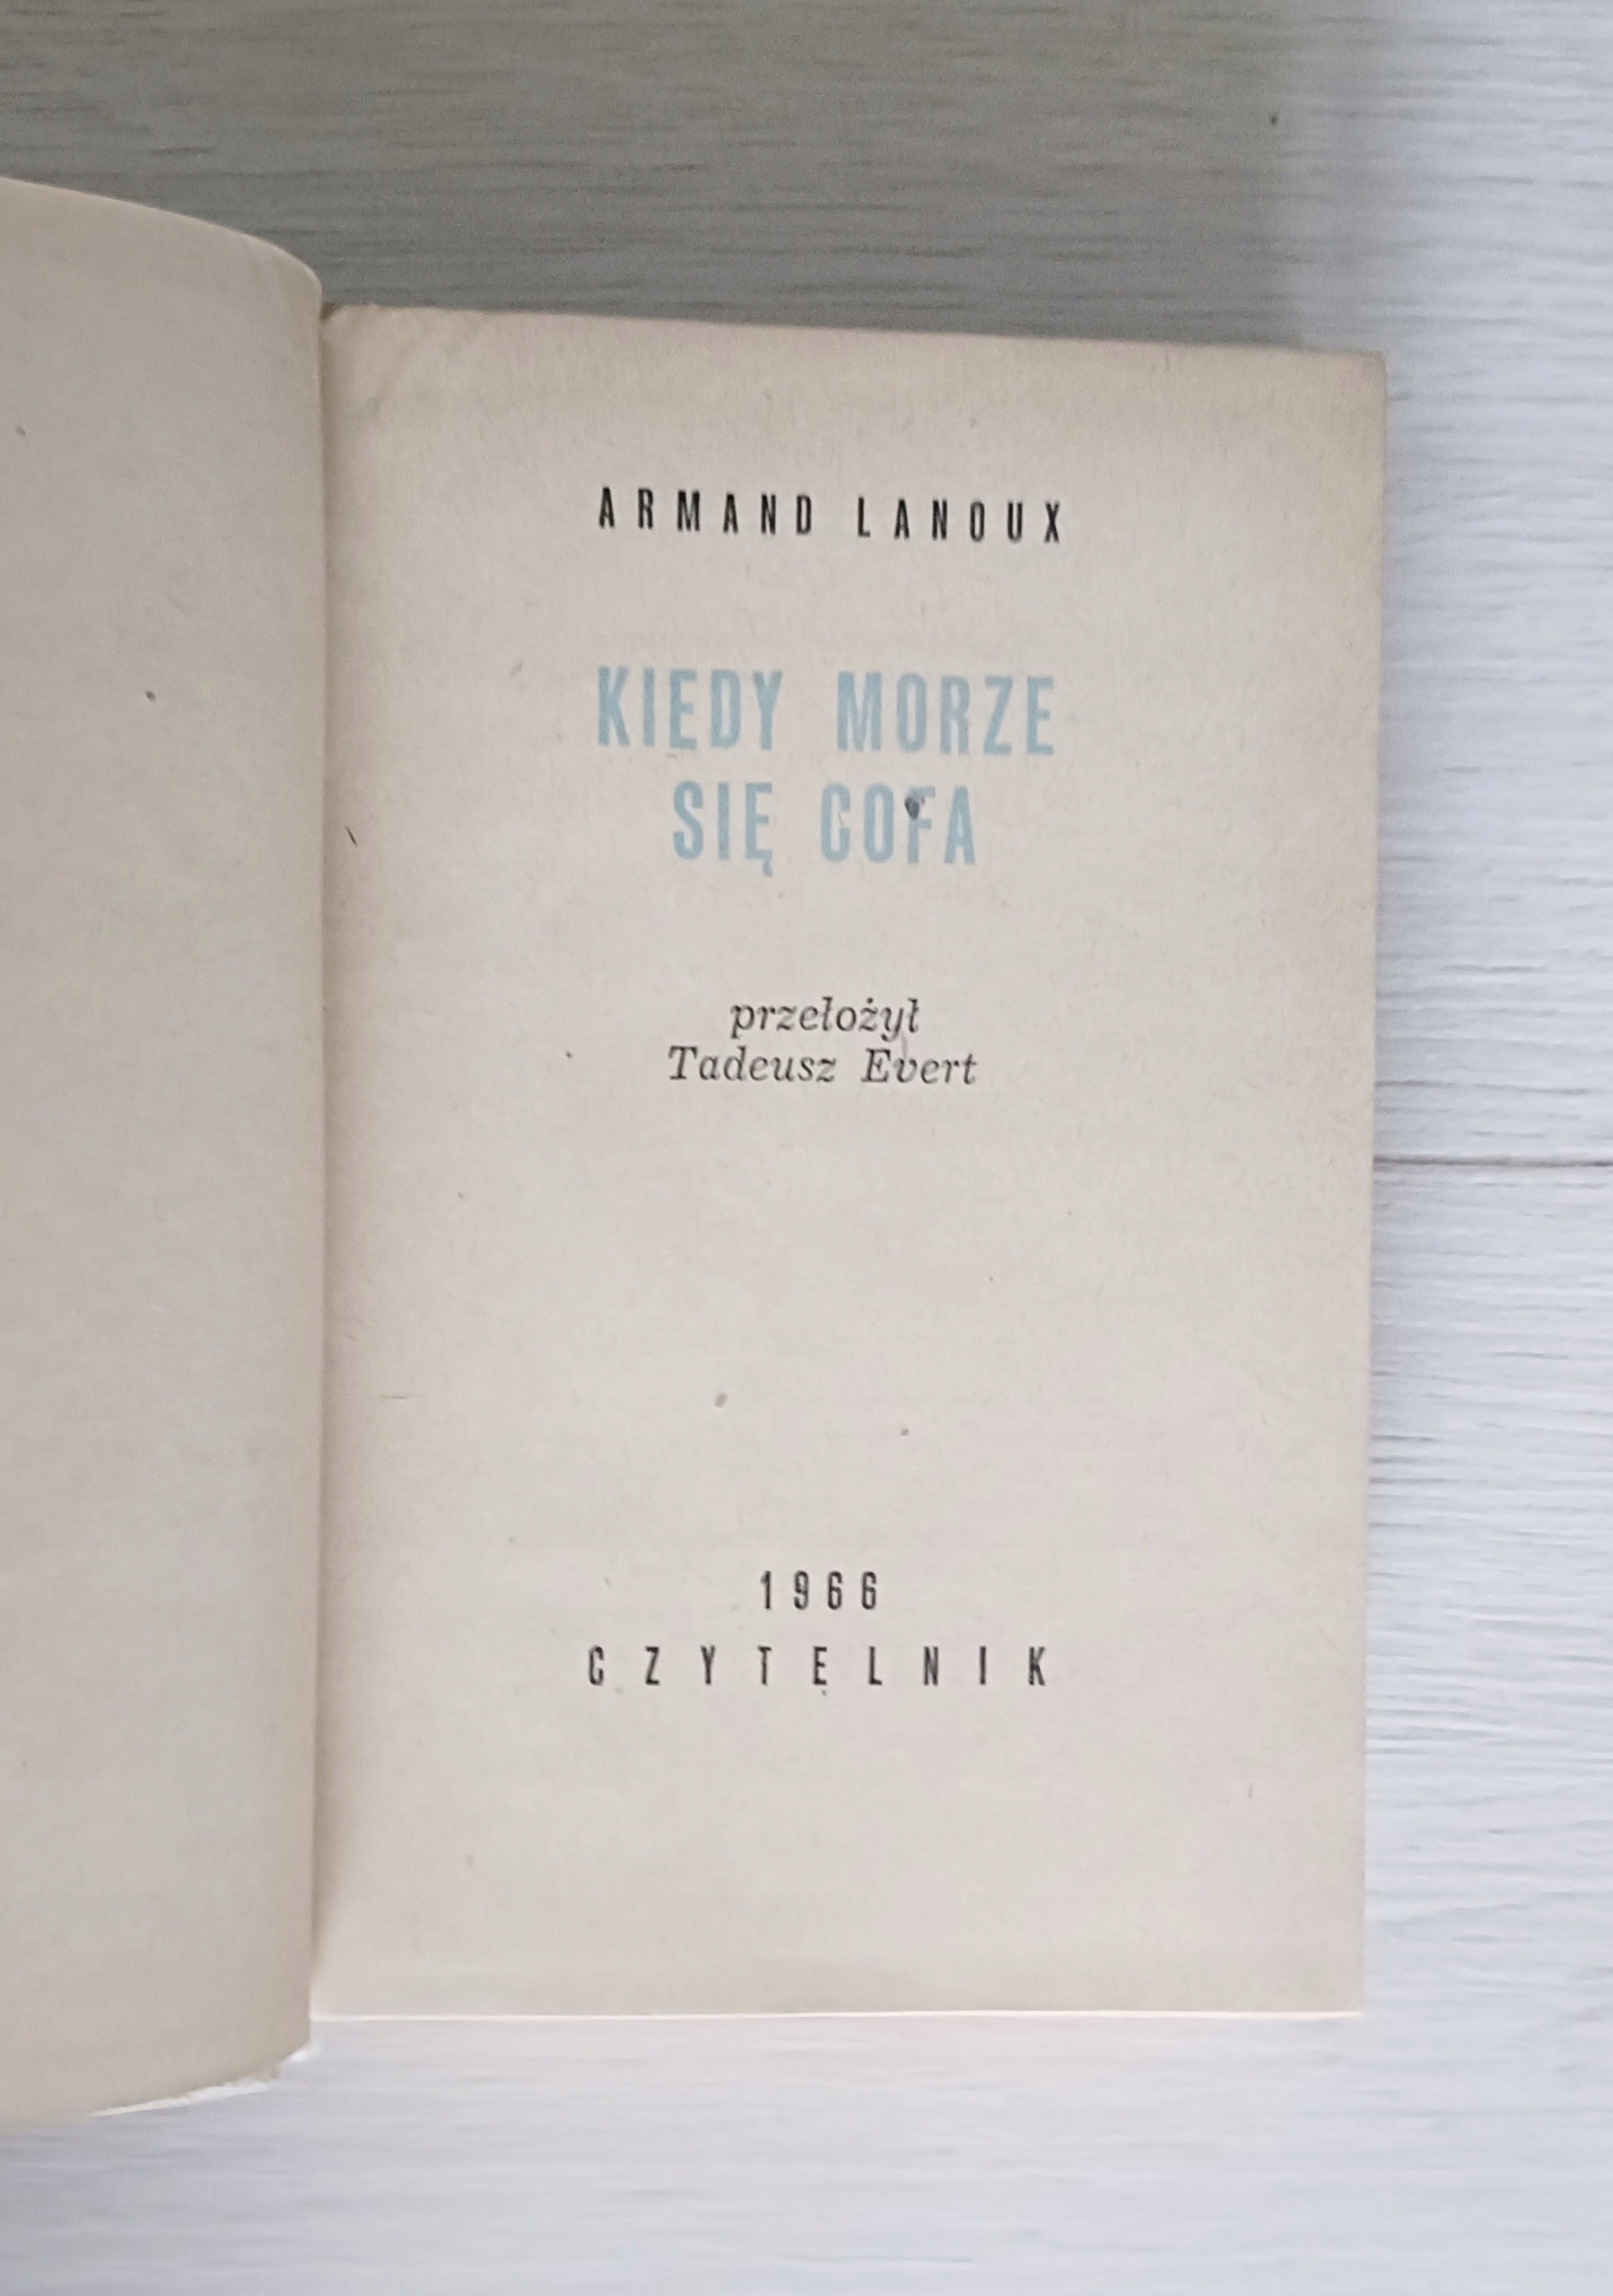 ARMAND LANOUX
KIEDY MORZE
SIĘ COFA
przełożył
Tadeusz Evert
1966
CZYTELNIK